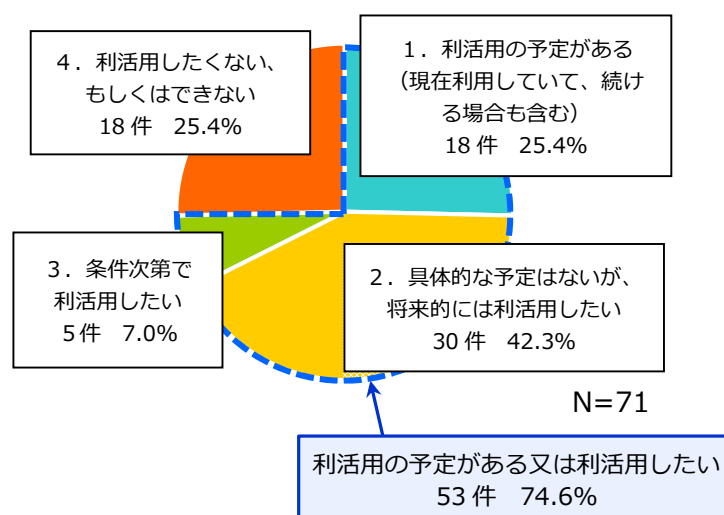 4．利活用したくない、
もしくはできない
18 件　25.4%
1．利活用の予定がある
（現在利用していて、続け
る場合も含む）
18 件　25.4%
3．条件次第で
利活用したい
5 件　7.0%
2．具体的な予定はないが、
将来的には利活用したい
30 件　42.3%
N=71
利活用の予定がある又は利活用したい
53 件　74.6%